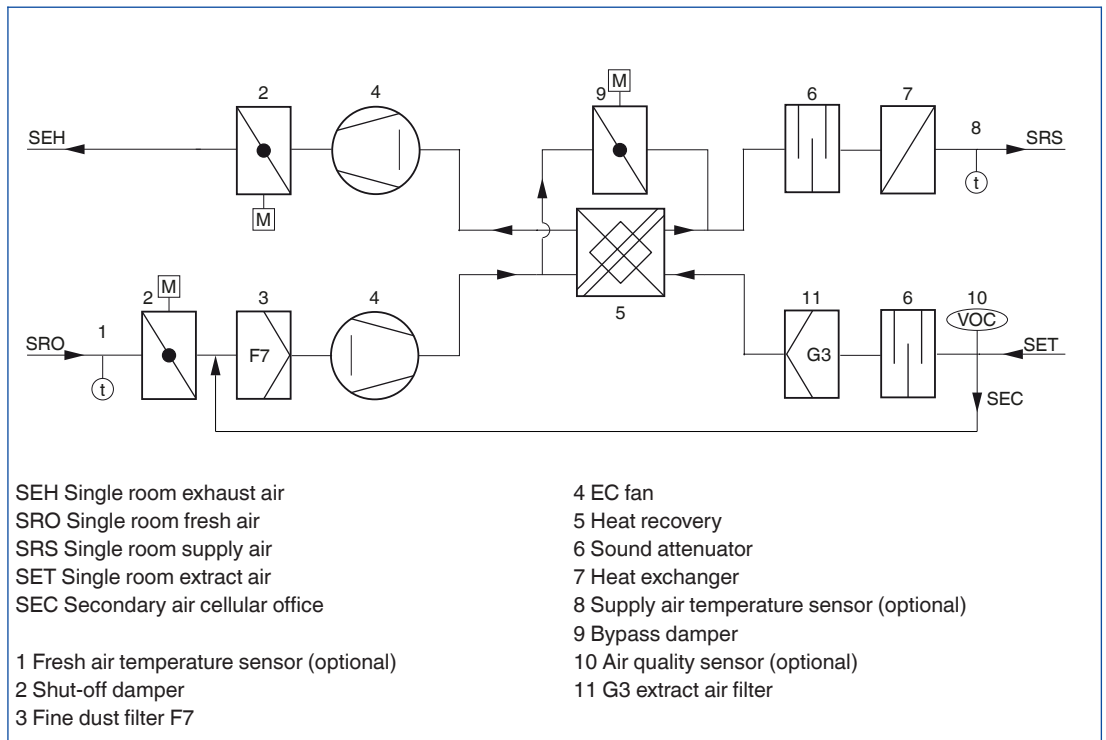 M
2
4
9
6
7
8
SEH
SRS
t
M
M
2
3
4
5
11
6
10
1
VOC
SRO
F7
G3
SET
t
SEC
SEH Single room exhaust air
SRO Single room fresh air
SRS Single room supply air
SET Single room extract air
SEC Secondary air cellular office
1 Fresh air temperature sensor (optional)
2 Shut-off damper
3 Fine dust filter F7
4 EC fan
5 Heat recovery
6 Sound attenuator
7 Heat exchanger
8 Supply air temperature sensor (optional)
9 Bypass damper
10 Air quality sensor (optional)
11 G3 extract air filter